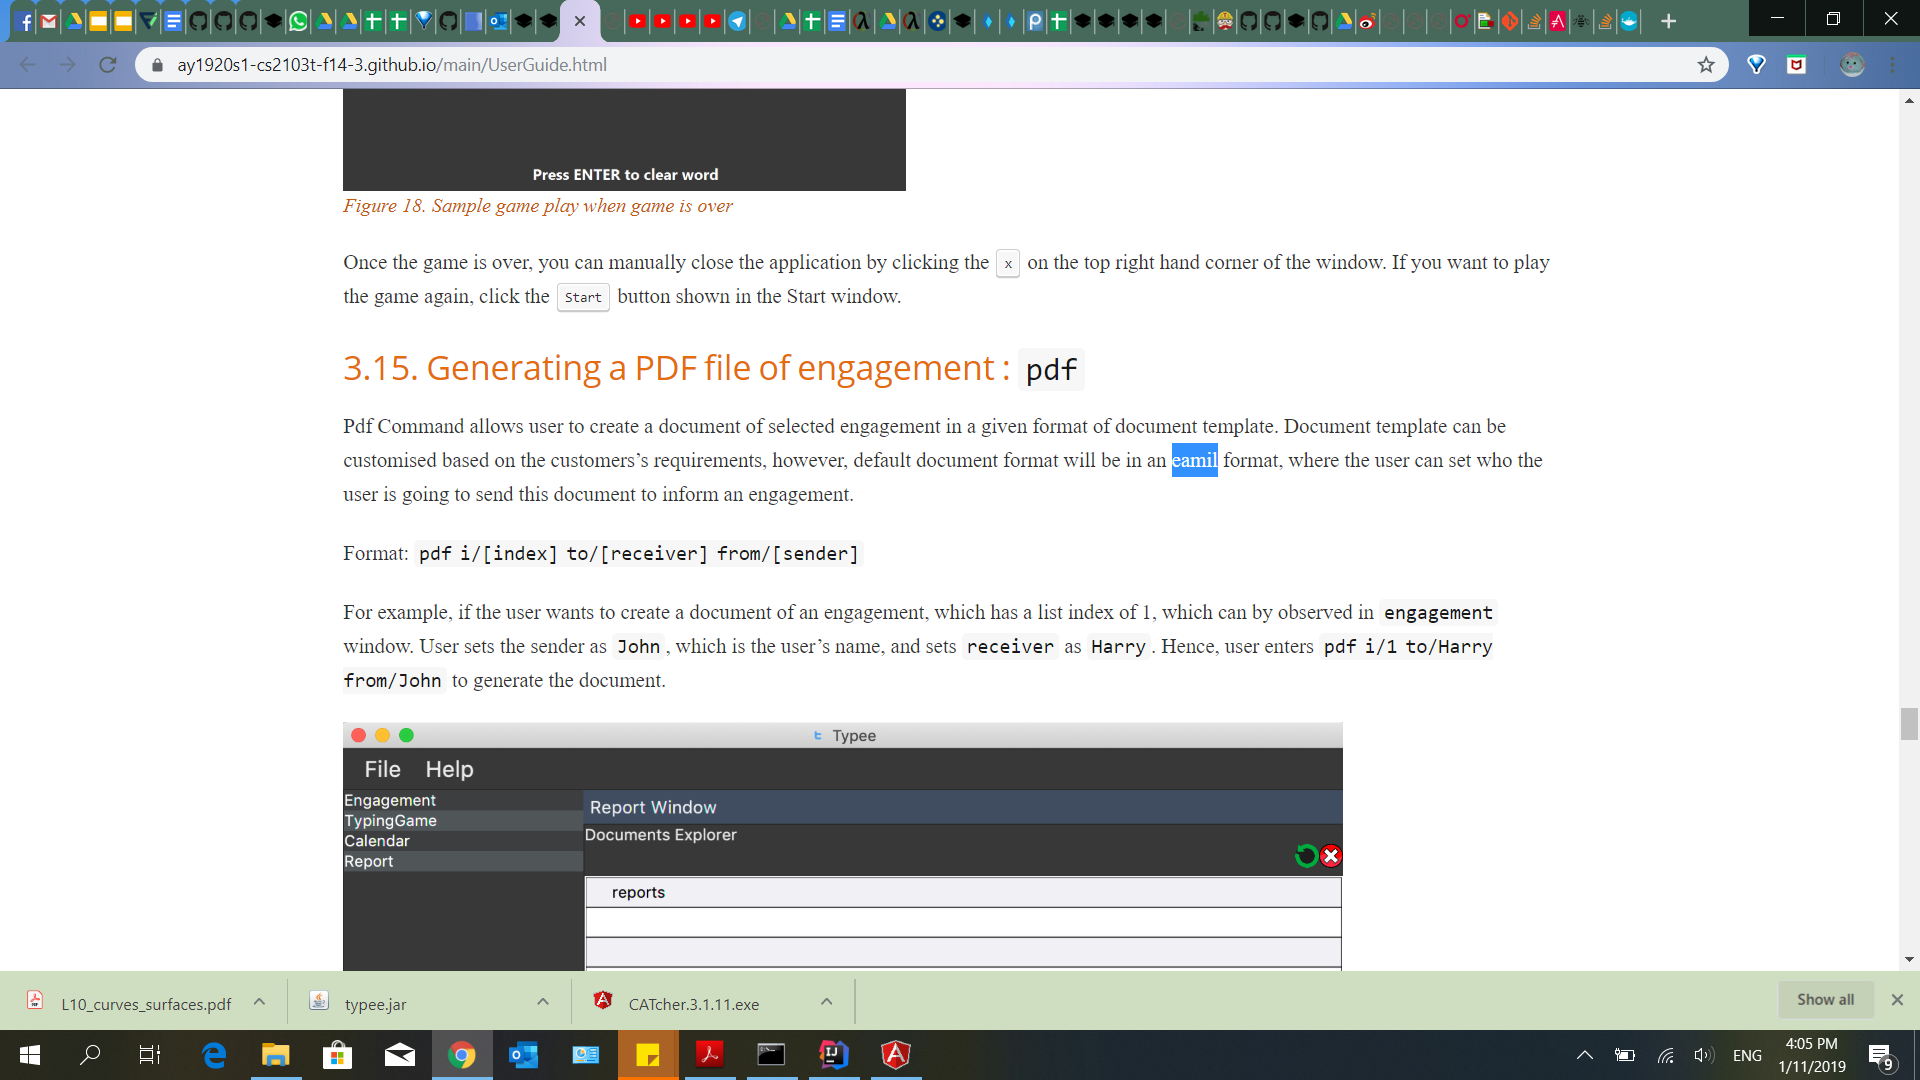 ay1920s1-cs2103t-f14-3.github.io/main/UserGuide.html
Press ENTER to clear word
Figure 18. Sample game play when game is over
Once the game is over, you can manually close the application by clicking the x on the top right hand corner of the window. If you want to play
the game again, click the Start button shown in the Start window.
3.15. Generating a PDF file of engagement : pdf
Pdf Command allows user to create a document of selected engagement in a given format of document template. Document template can be
customised based on the customers’s requirements, however, default document format will be in an eamil format, where the user can set who the
user is going to send this document to inform an engagement.
Format: pdf i/[index] to/[receiver] from/[sender]
For example, if the user wants to create a document of an engagement, which has a list index of 1, which can by observed in engagement
window. User sets the sender as John , which is the user’s name, and sets receiver as Harry . Hence, user enters pdf i/1 to/Harry
from/John to generate the document.
Typee
File Help
Engagement
TypingGame
Calendar
Report
Report Window
Documents Explorer
reports
L10_curves_surfaces.pdf
typee.jar
CATcher.3.1.11.exe
Show all
ENG
4:05 PM
1/11/2019
9